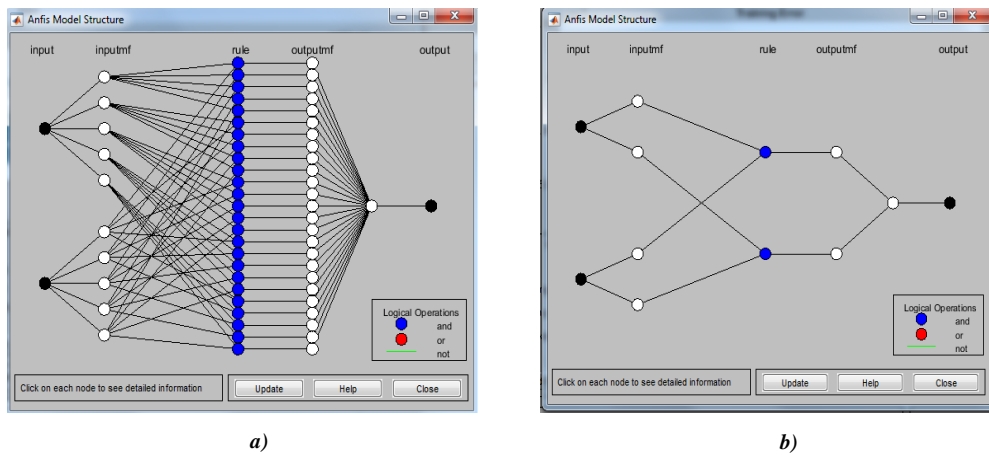 Anfis Model Structure
input inputmf rule outputmf output
Logical Operations
and
or
not
Click on each node to see detailed information
Update Help Close
a)
Anfis Model Structure
Training Error
input inputmf rule outputmf output
Logical Operations
and
or
not
Click on each node to see detailed information
Update Help Close
b)